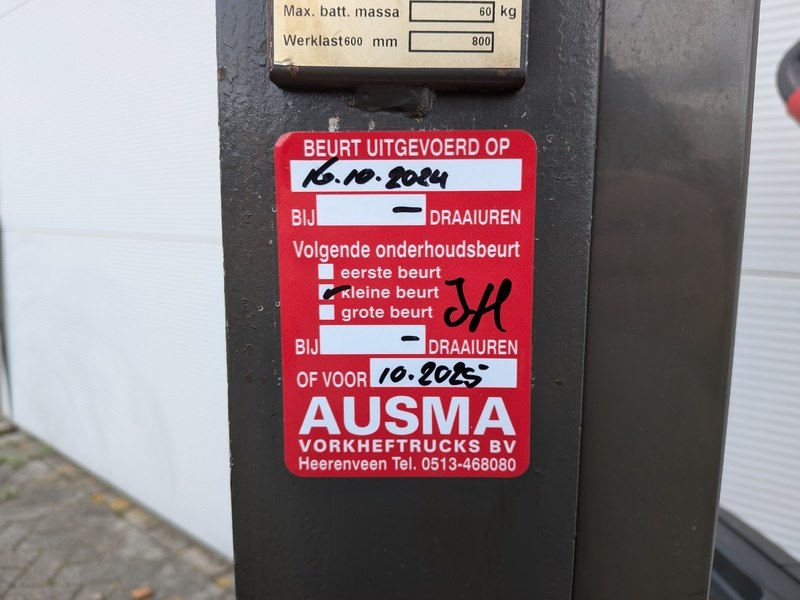 Max. batt. massa 60 kg
Werklast 600 mm 800
BEURT UITGEVOERD OP
16.10.2024
BIJ - DRAAIUREN
Volgende onderhoudsbeurt
eerste beurt
kleine beurt
grote beurt JH
BIJ - DRAAIUREN
OF VOOR 10.2025
AUSMA
VORKHEFTRUCKS BV
Heerenveen Tel. 0513-468080